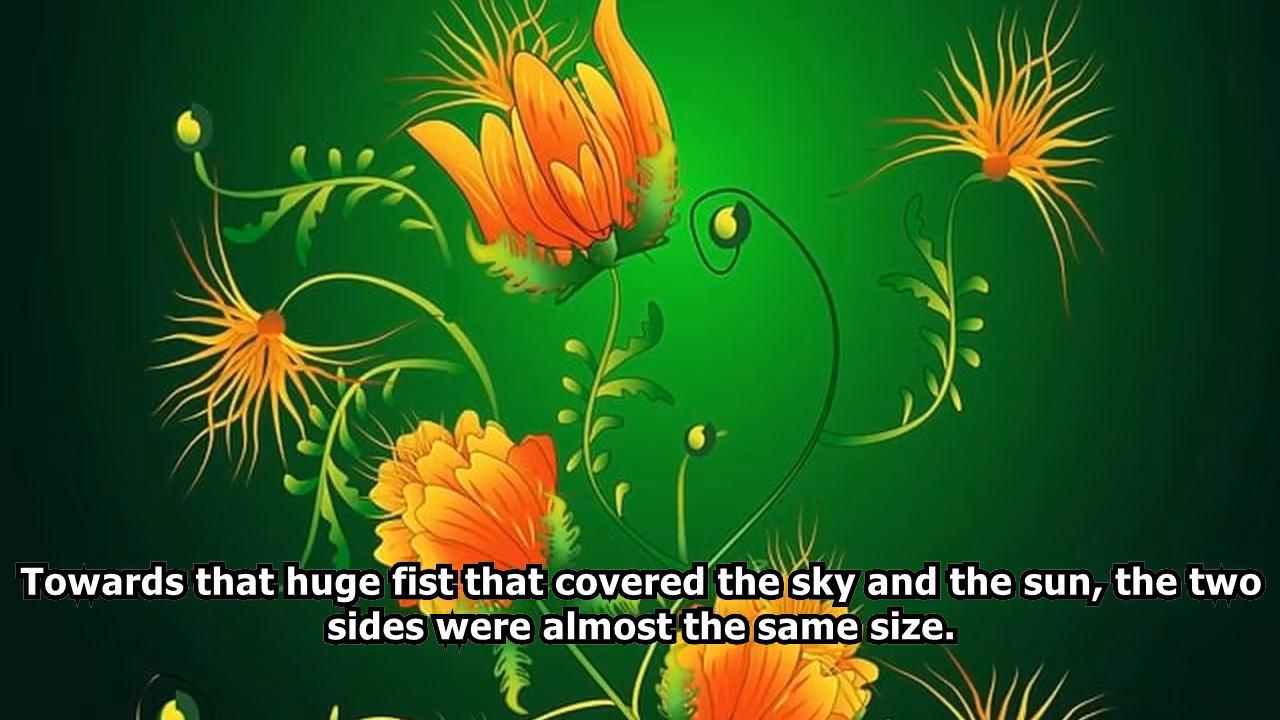 Towards that huge fist that covered the sky and the sun, the two
sides were almost the same size.